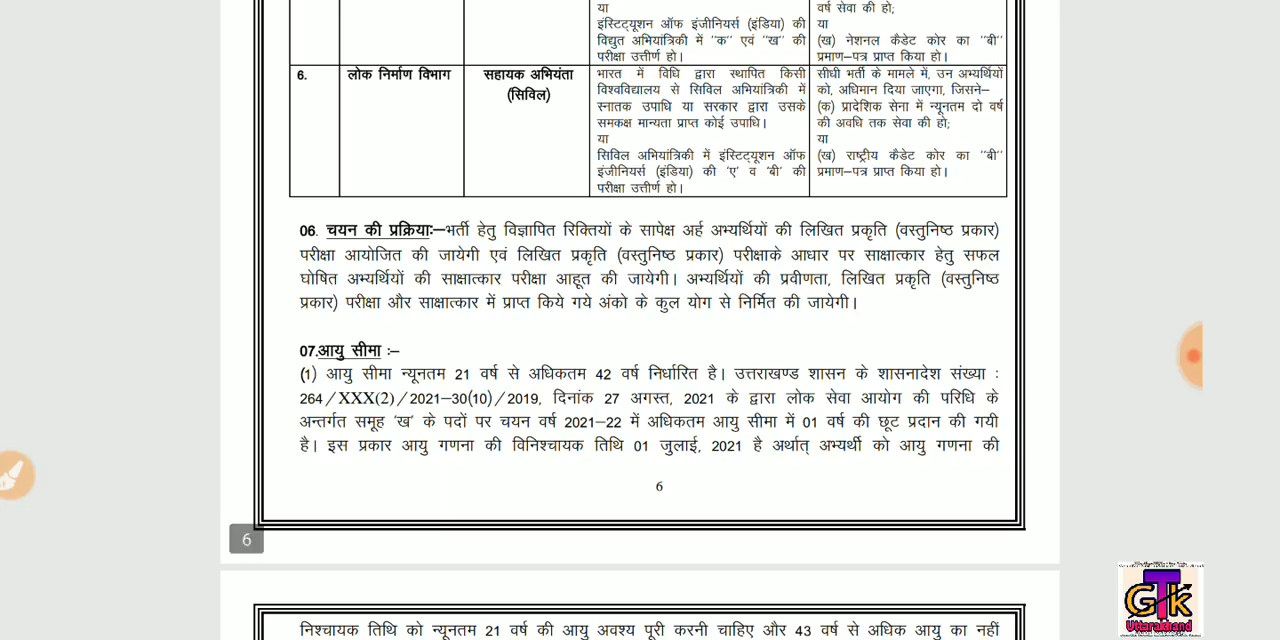 या
इंस्टिट्यूशन ऑफ इंजीनियर्स (इंडिया) की
विद्युत अभियांत्रिकी में ''क'' एवं ''ख'' की
परीक्षा उत्तीर्ण हो।
वर्ष सेवा की हो;
या
(ख) नेशनल कैडेट कोर का ''बी''
प्रमाण–पत्र प्राप्त किया हो।
6.
लोक निर्माण विभाग
सहायक अभियंता
(सिविल)
भारत में विधि द्वारा स्थापित किसी
विश्वविद्यालय से सिविल अभियांत्रिकी में
स्नातक उपाधि या सरकार द्वारा उसके
समकक्ष मान्यता प्राप्त कोई उपाधि।
या
सिविल अभियांत्रिकी में इंस्टिट्यूशन ऑफ
इंजीनियर्स (इंडिया) की 'ए' व 'बी' की
परीक्षा उत्तीर्ण हो।
सीधी भर्ती के मामले में, उन अभ्यर्थियों
को, अधिमान दिया जाएगा, जिसने–
(क) प्रादेशिक सेना में न्यूनतम दो वर्ष
की अवधि तक सेवा की हो;
या
(ख) राष्ट्रीय कैडेट कोर का ''बी''
प्रमाण–पत्र प्राप्त किया हो।
06. चयन की प्रक्रियाः–भर्ती हेतु विज्ञापित रिक्तियों के सापेक्ष अर्ह अभ्यर्थियों की लिखित प्रकृति (वस्तुनिष्ठ प्रकार)
परीक्षा आयोजित की जायेगी एवं लिखित प्रकृति (वस्तुनिष्ठ प्रकार) परीक्षाके आधार पर साक्षात्कार हेतु सफल
घोषित अभ्यर्थियों की साक्षात्कार परीक्षा आहूत की जायेगी। अभ्यर्थियों की प्रवीणता, लिखित प्रकृति (वस्तुनिष्ठ
प्रकार) परीक्षा और साक्षात्कार में प्राप्त किये गये अंको के कुल योग से निर्मित की जायेगी।
07.आयु सीमा :–
(1) आयु सीमा न्यूनतम 21 वर्ष से अधिकतम 42 वर्ष निर्धारित है। उत्तराखण्ड शासन के शासनादेश संख्या :
264/XXX(2)/2021–30(10)/2019, दिनांक 27 अगस्त, 2021 के द्वारा लोक सेवा आयोग की परिधि के
अन्तर्गत समूह 'ख' के पदों पर चयन वर्ष 2021–22 में अधिकतम आयु सीमा में 01 वर्ष की छूट प्रदान की गयी
है। इस प्रकार आयु गणना की विनिश्चायक तिथि 01 जुलाई, 2021 है अर्थात् अभ्यर्थी को आयु गणना की
6
6
निश्चायक तिथि को न्यूनतम 21 वर्ष की आयु अवश्य पूरी करनी चाहिए और 43 वर्ष से अधिक आयु का नहीं
GTK
Uttarakhand